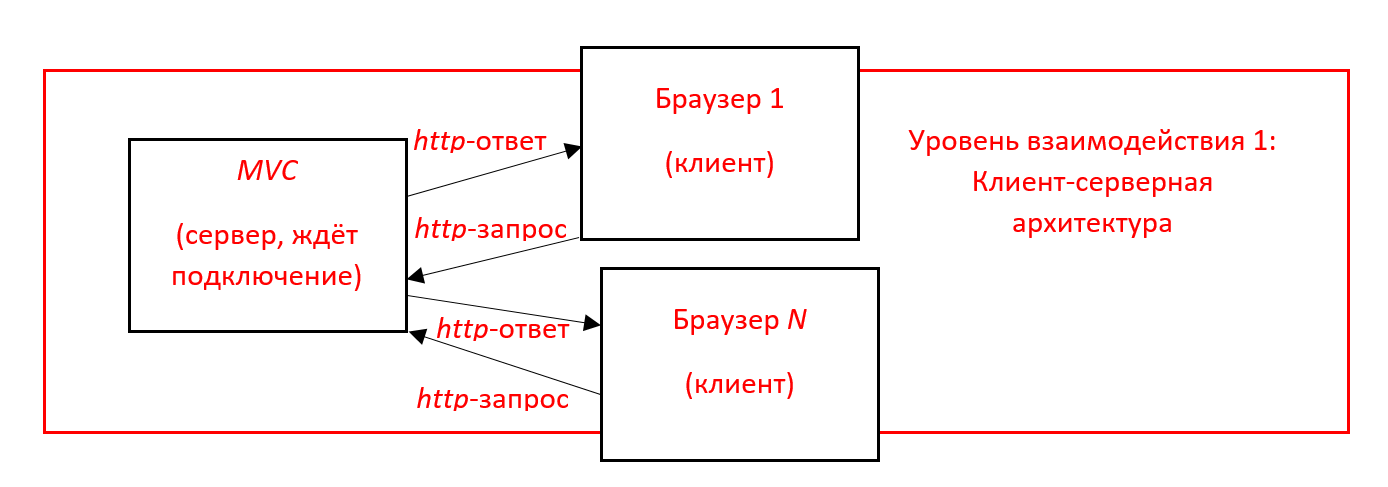 Браузер 1
(клиент)
http-ответ
MVC
(сервер, ждёт
подключение)
http-запрос
Уровень взаимодействия 1:
Клиент-серверная
архитектура
http-ответ
Браузер N
(клиент)
http-запрос